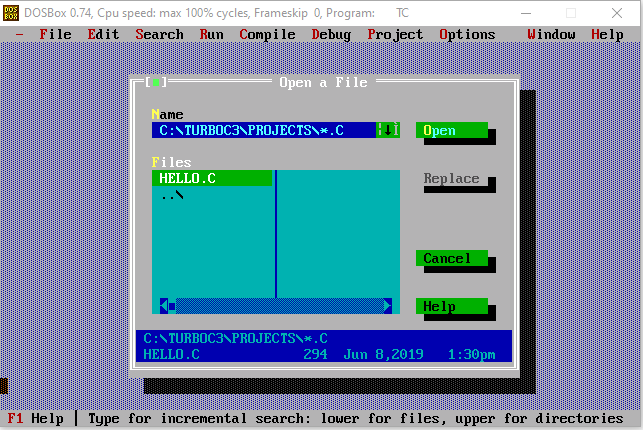 DOSBox 0.74, Cpu speed: max 100% cycles, Frameskip 0, Program: TC
File Edit Search Run Compile Debug Project Options Window Help
Open a File
Name
C:\TURBOC3\PROJECTS\*.C
Open
Files
HELLO.C
Replace
..\
Cancel
Help
C:\TURBOC3\PROJECTS\*.C
HELLO.C 294 Jun 8,2019 1:30pm
F1 Help | Type for incremental search: lower for files, upper for directories